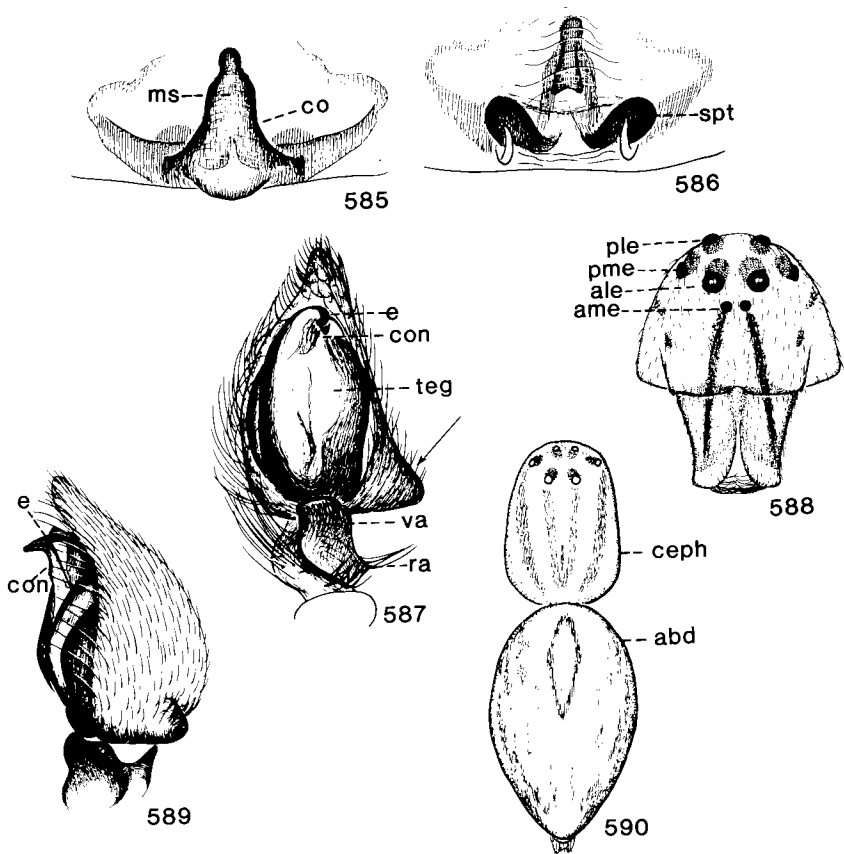 ms
co
585
spt
586
ple
pme
ale
ame
588
e
con
teg
va
ra
587
e
con
589
ceph
abd
590